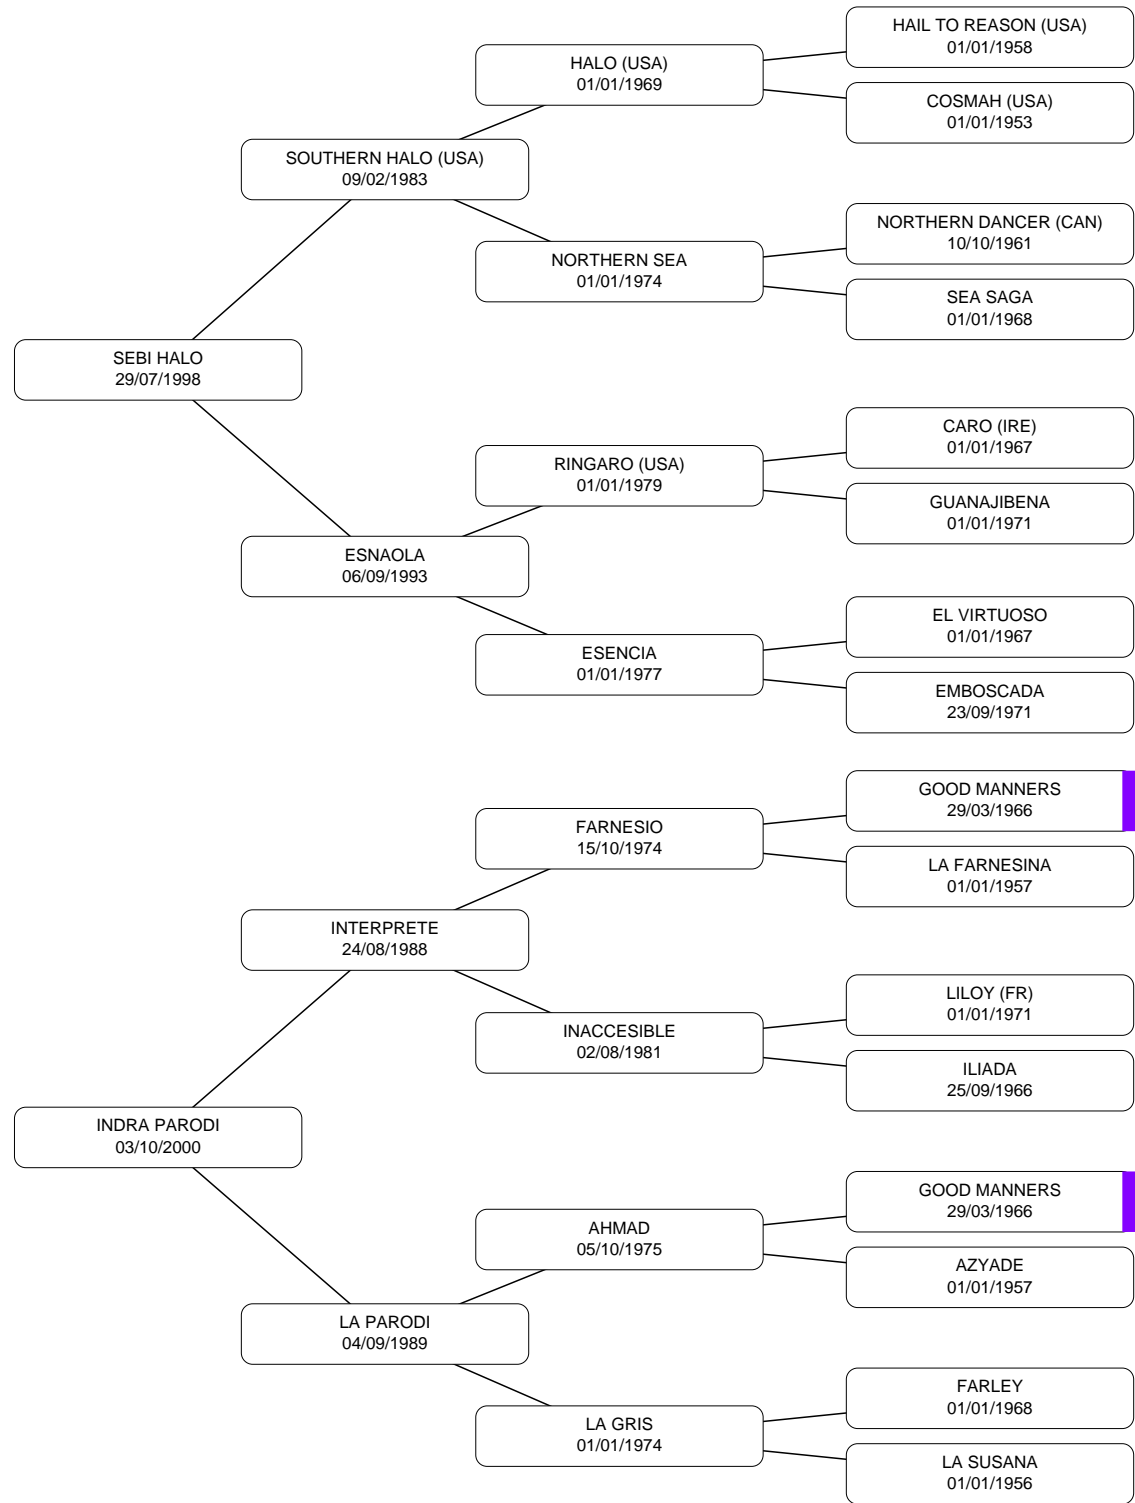 HAIL TO REASON (USA)
01/01/1958
HALO (USA)
01/01/1969
COSMAH (USA)
01/01/1953
SOUTHERN HALO (USA)
09/02/1983
NORTHERN DANCER (CAN)
10/10/1961
NORTHERN SEA
01/01/1974
SEA SAGA
01/01/1968
SEBI HALO
29/07/1998
CARO (IRE)
01/01/1967
RINGARO (USA)
01/01/1979
GUANAJIBENA
01/01/1971
ESNAOLA
06/09/1993
EL VIRTUOSO
01/01/1967
ESENCIA
01/01/1977
EMBOSCADA
23/09/1971
GOOD MANNERS
29/03/1966
FARNESIO
15/10/1974
LA FARNESINA
01/01/1957
INTERPRETE
24/08/1988
LILOY (FR)
01/01/1971
INACCESIBLE
02/08/1981
ILIADA
25/09/1966
INDRA PARODI
03/10/2000
GOOD MANNERS
29/03/1966
AHMAD
05/10/1975
AZYADE
01/01/1957
LA PARODI
04/09/1989
FARLEY
01/01/1968
LA GRIS
01/01/1974
LA SUSANA
01/01/1956